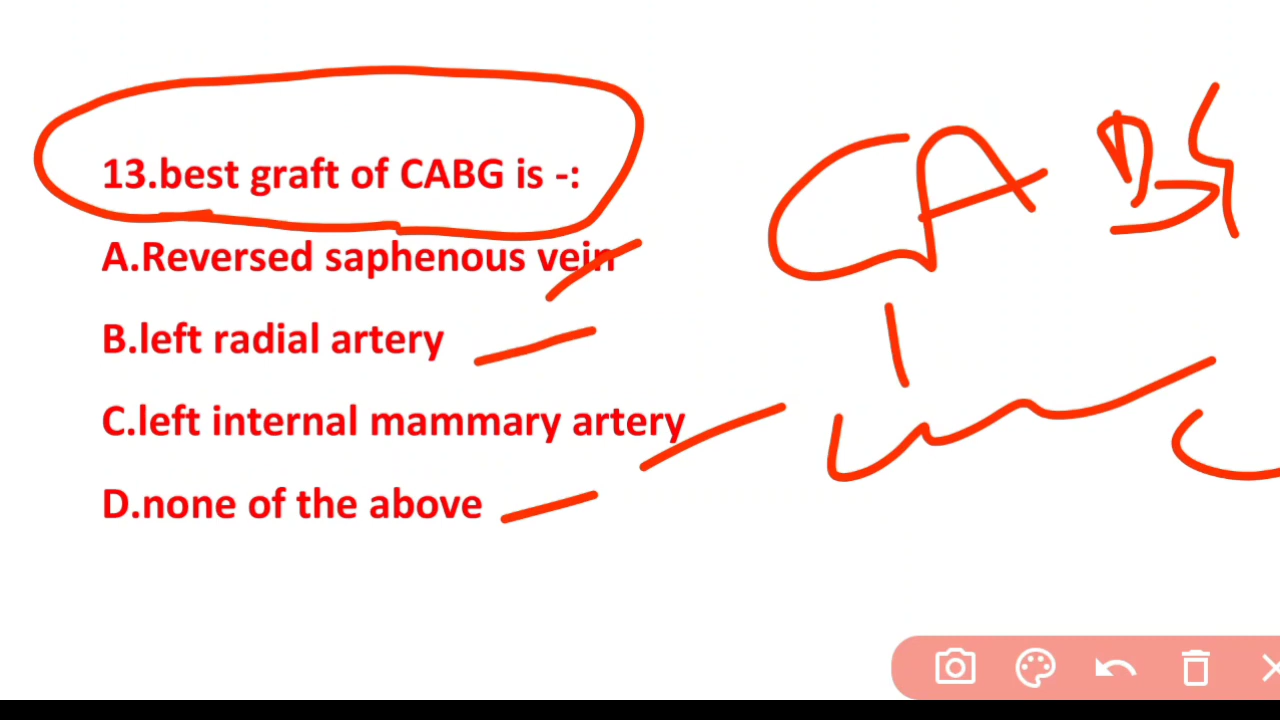 13.best graft of CABG is -:
A.Reversed saphenous vein
B.left radial artery
C.left internal mammary artery
D.none of the above
CABG